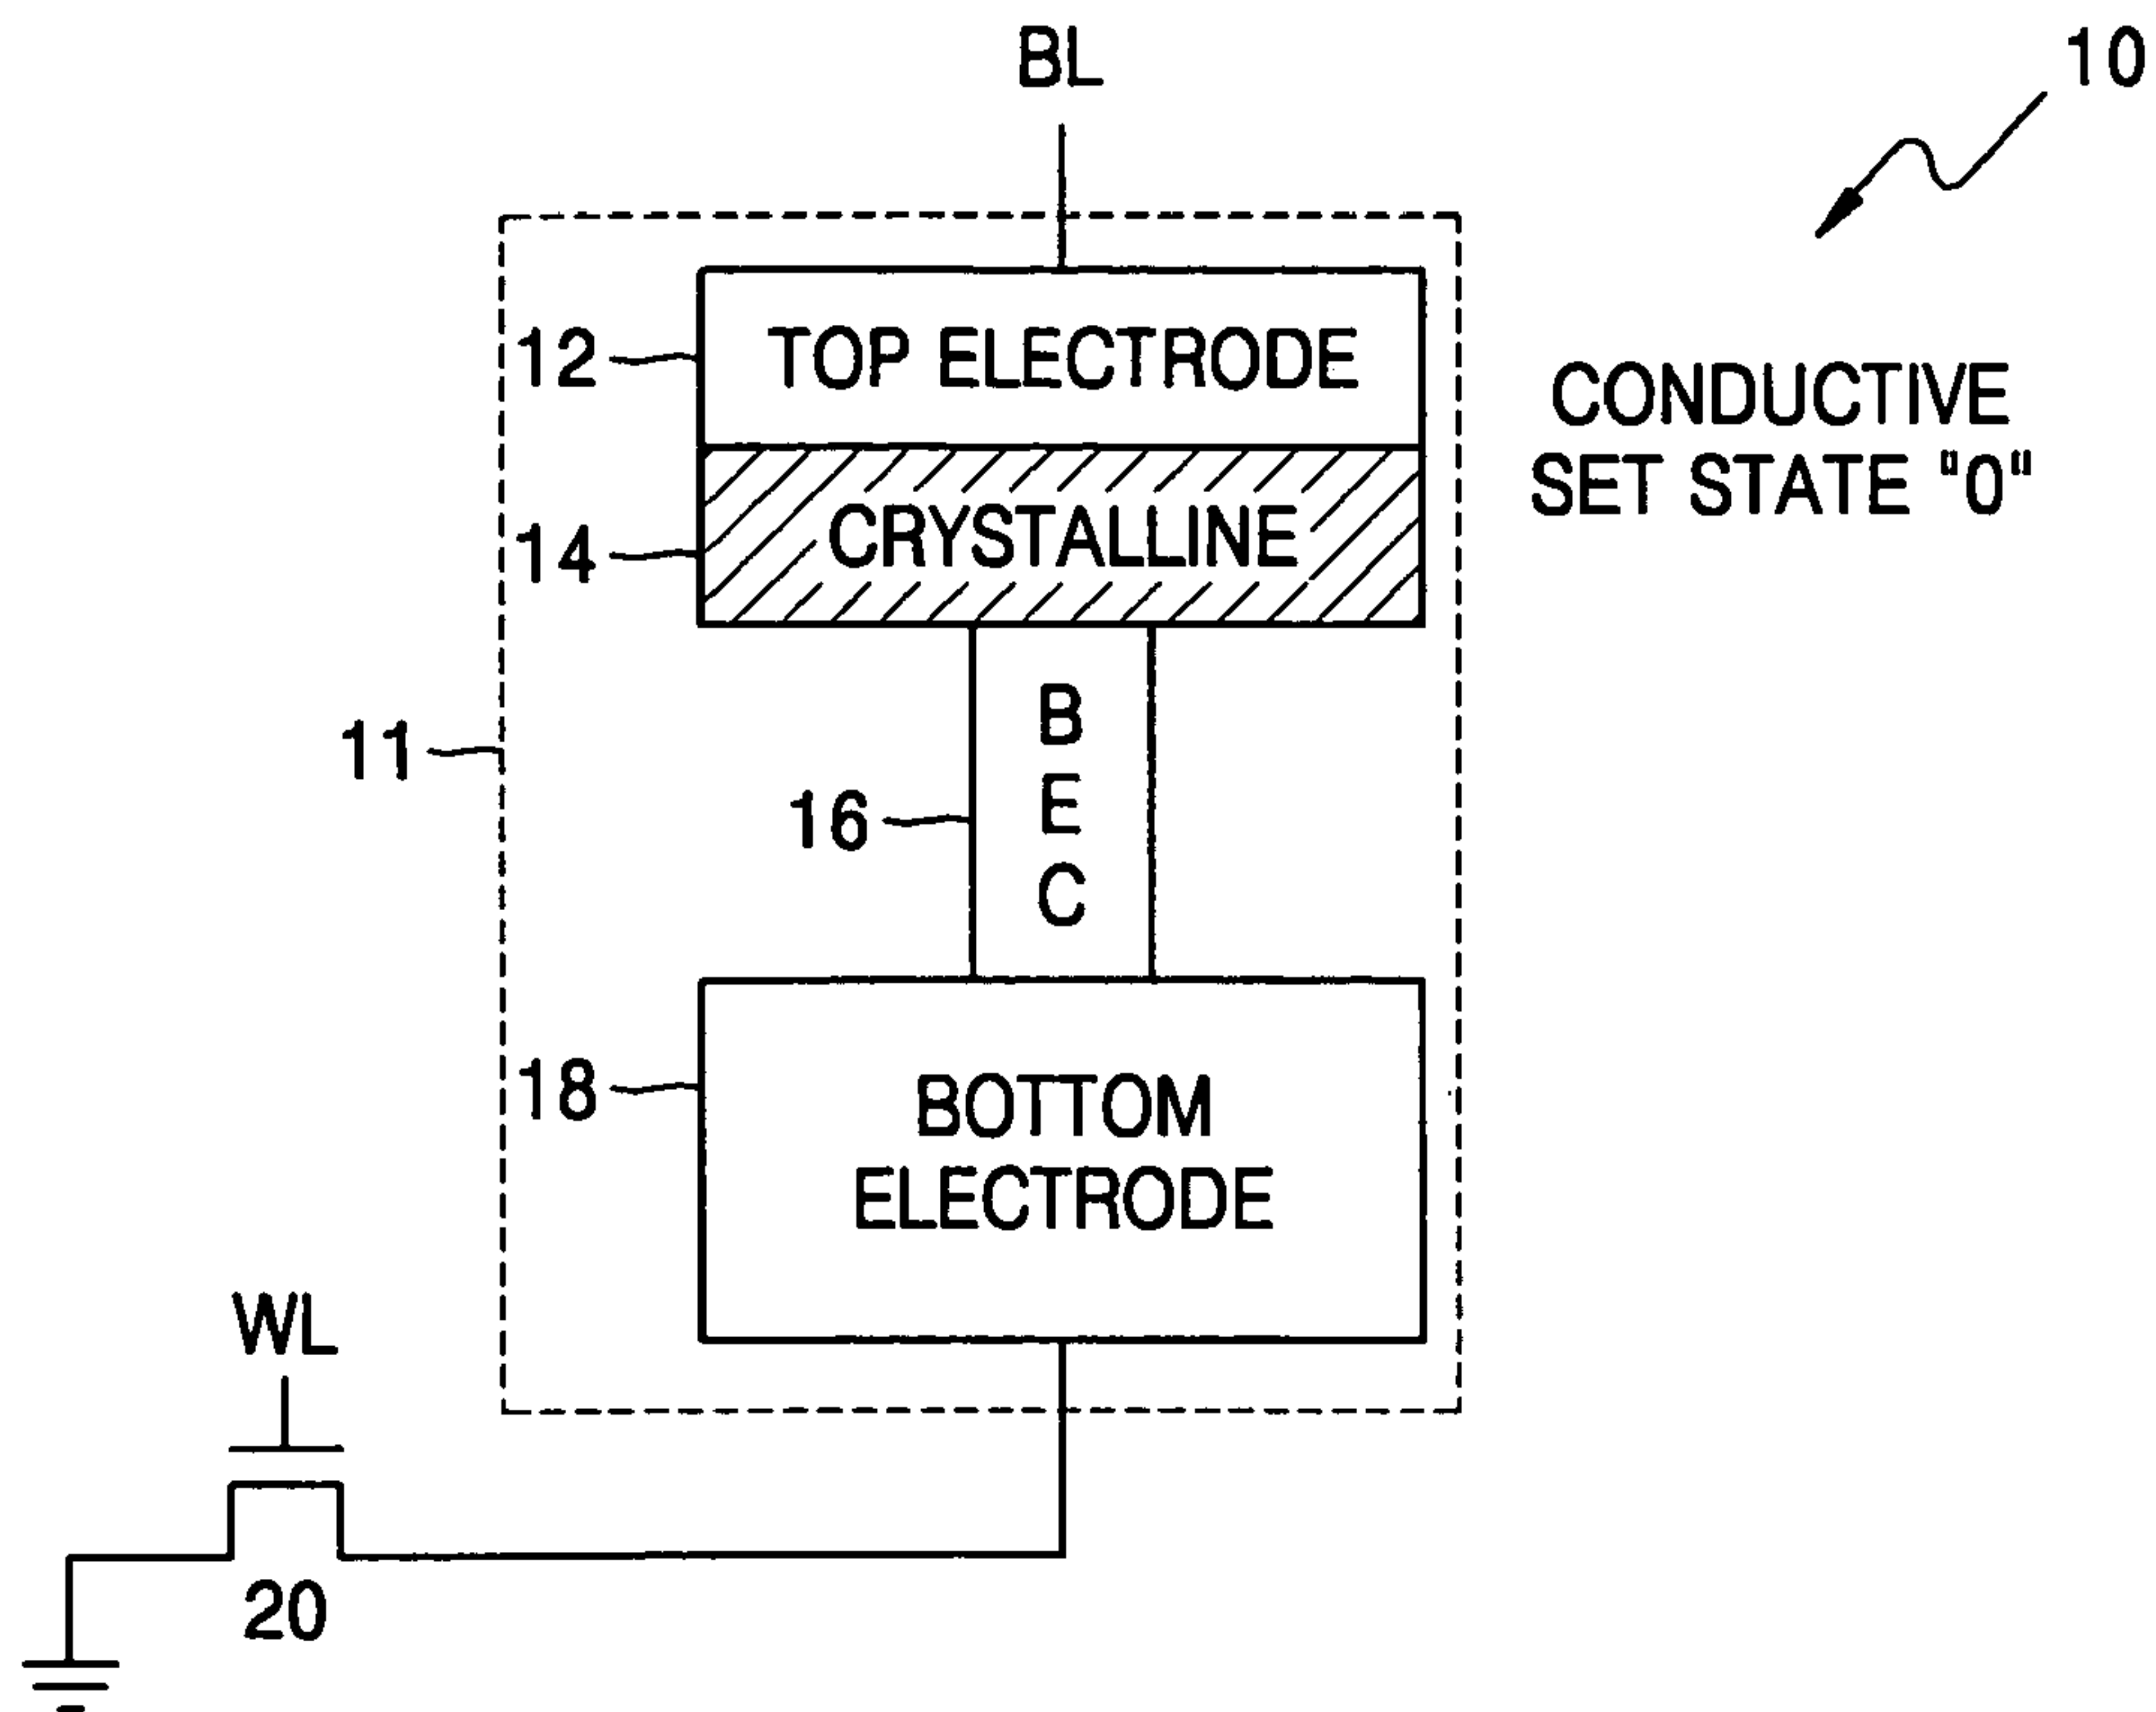 BL
10
12
TOP ELECTRODE
CONDUCTIVE
SET STATE "0"
14
CRYSTALLINE
11
16
B
E
C
18
BOTTOM
ELECTRODE
WL
20